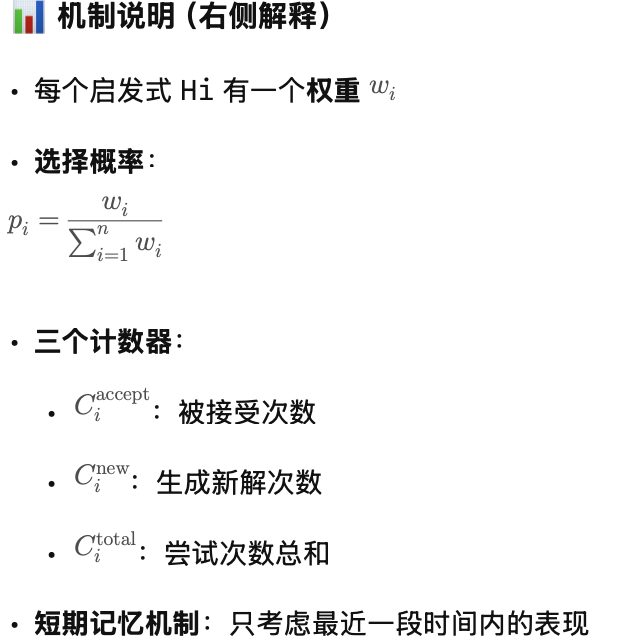 📊 机制说明（右侧解释）
• 每个启发式 Hi 有一个权重 $w_i$
• 选择概率：
$p_i = \frac{w_i}{\sum_{i=1}^{n} w_i}$
• 三个计数器：
• $C_i^{\text{accept}}$：被接受次数
• $C_i^{\text{new}}$：生成新解次数
• $C_i^{\text{total}}$：尝试次数总和
• 短期记忆机制：只考虑最近一段时间内的表现